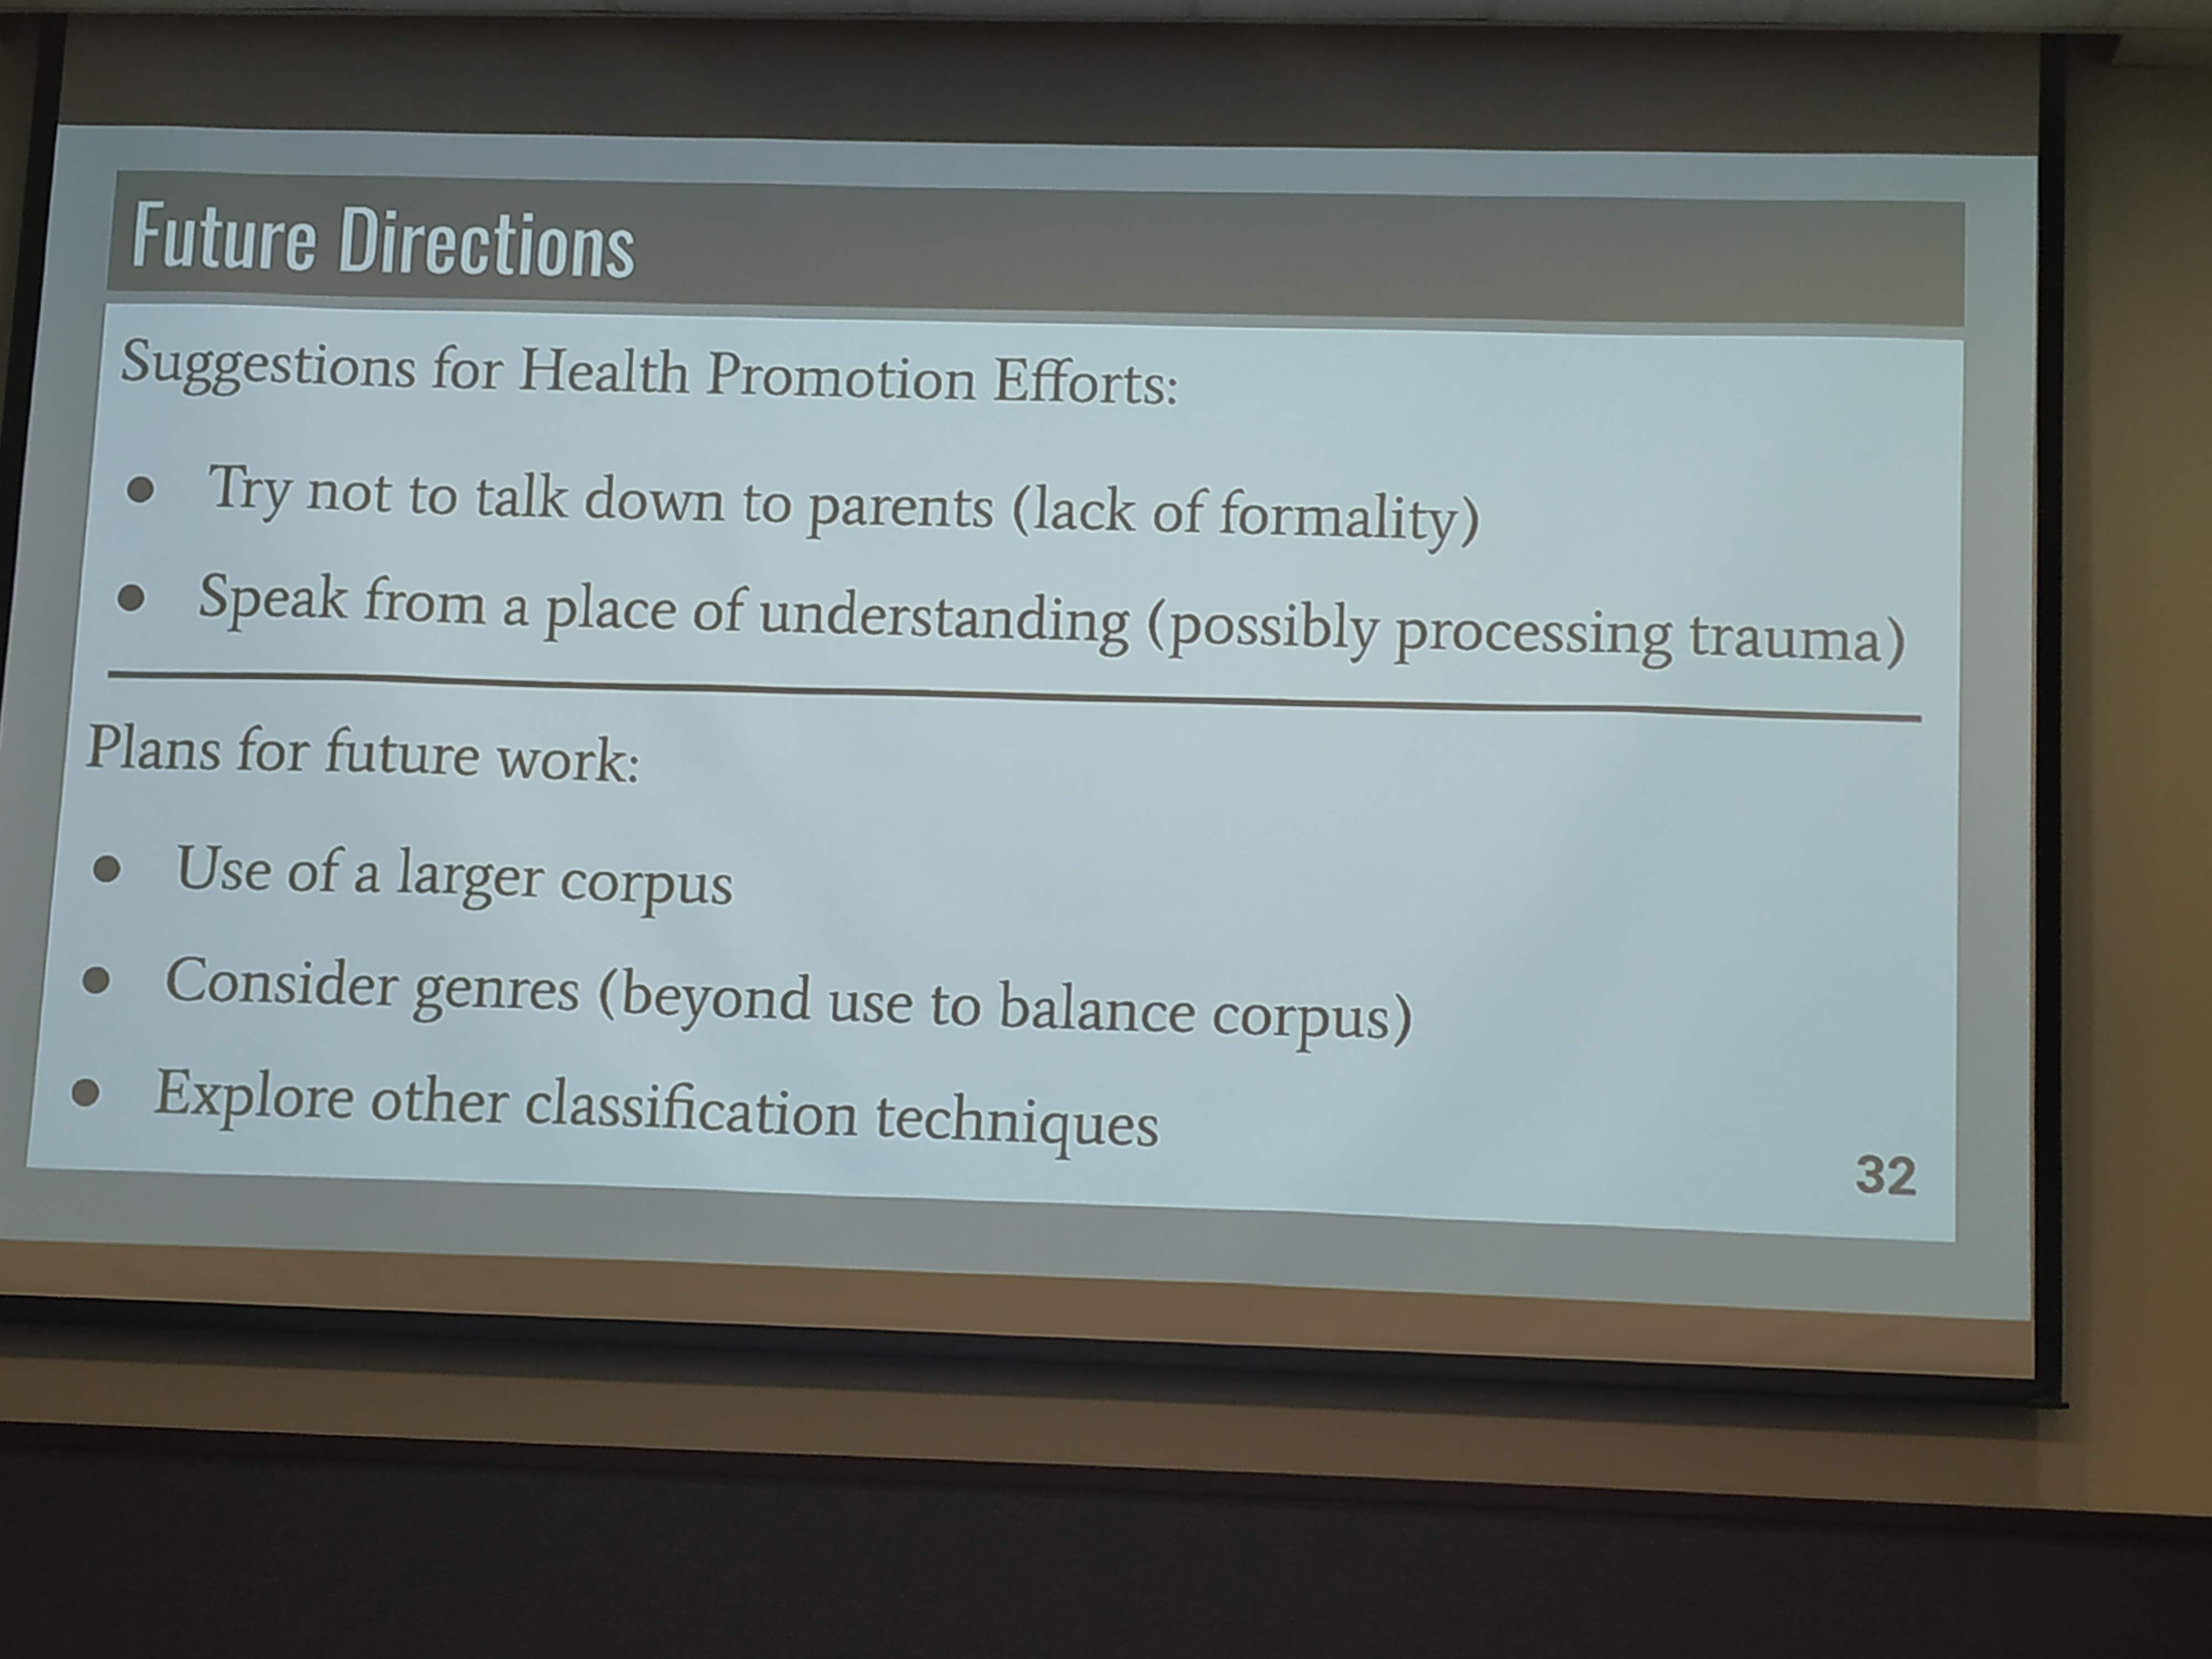 Future Directions
Suggestions for Health Promotion Efforts:
● Try not to talk down to parents (lack of formality)
● Speak from a place of understanding (possibly processing trauma)
Plans for future work:
● Use of a larger corpus
● Consider genres (beyond use to balance corpus)
● Explore other classification techniques
32